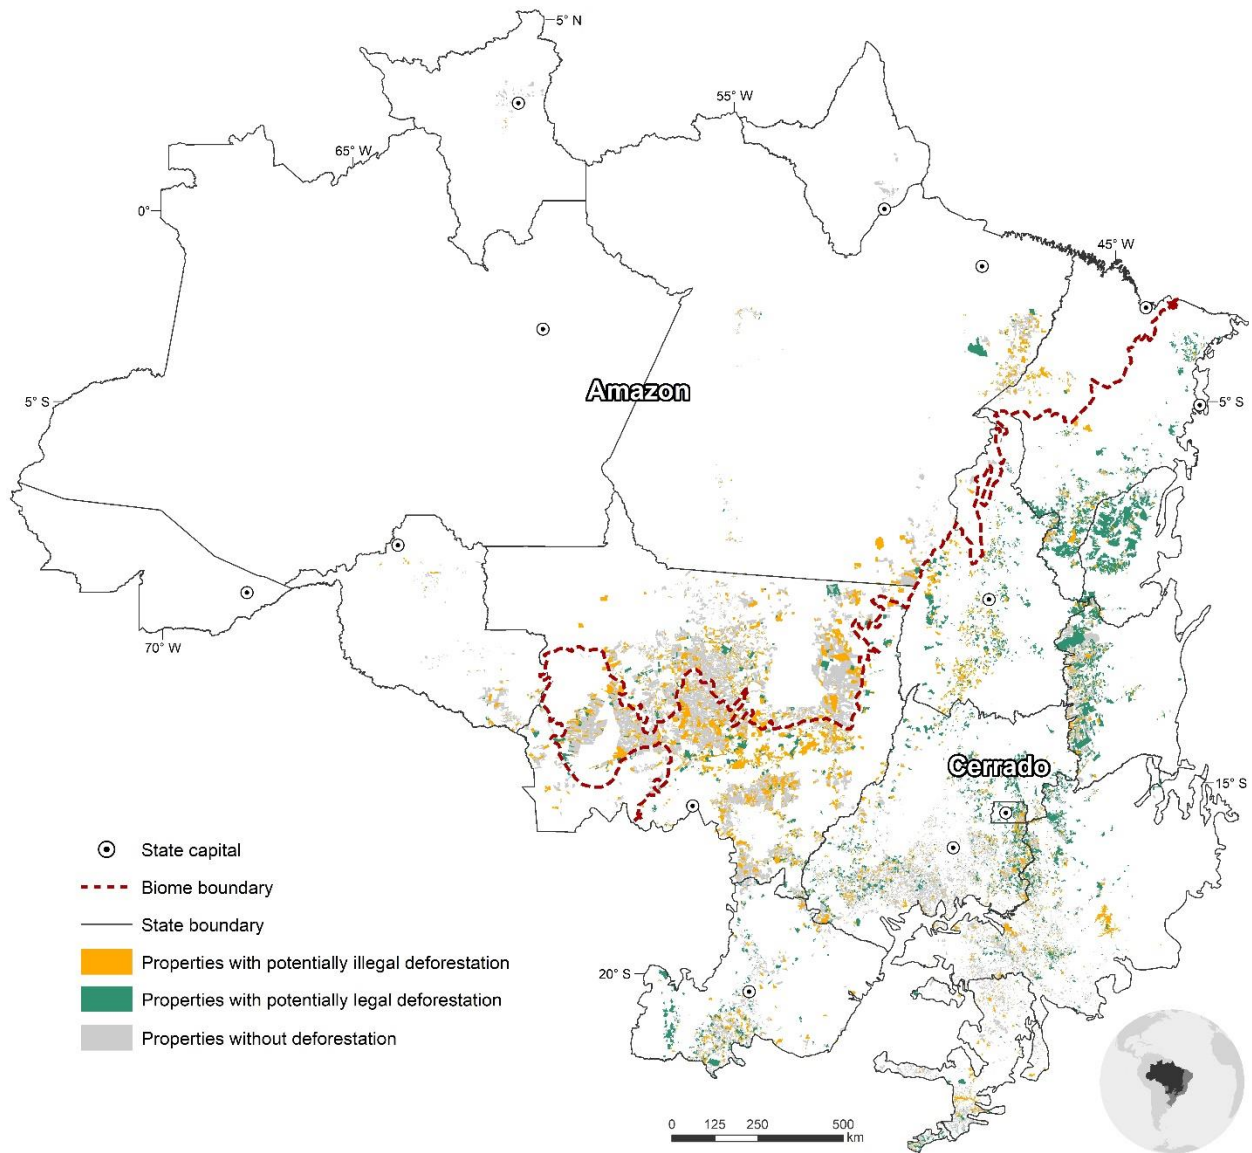 5° N
55° W
65° W
0°
45° W
Amazon
5° S
5° S
70° W
Cerrado
15° S
State capital
Biome boundary
State boundary
Properties with potentially illegal deforestation
20° S
Properties with potentially legal deforestation
Properties without deforestation
0 125 250 500
km